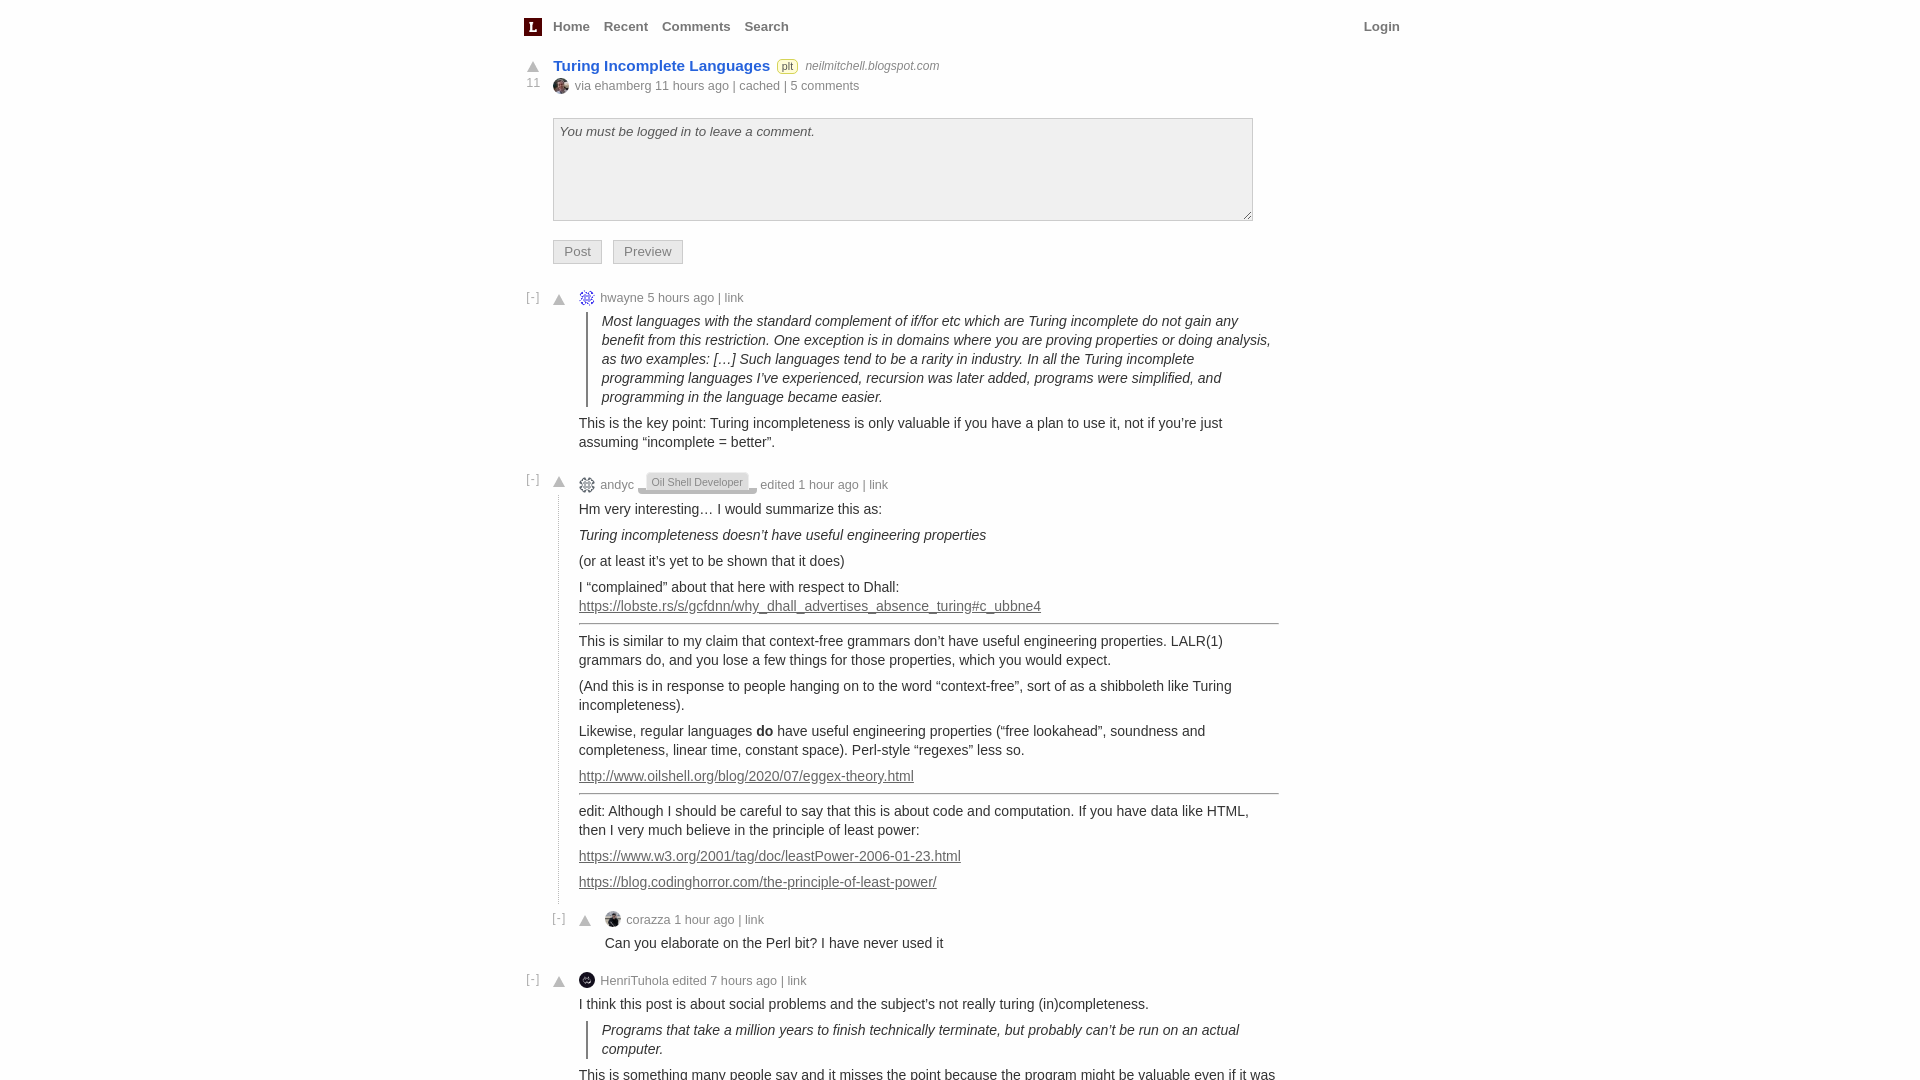 L Home Recent Comments Search Login
Turing Incomplete Languages plt neilmitchell.blogspot.com
11 via ehamberg 11 hours ago | cached | 5 comments
You must be logged in to leave a comment.
Post Preview
[-] hwayne 5 hours ago | link
Most languages with the standard complement of if/for etc which are Turing incomplete do not gain any
benefit from this restriction. One exception is in domains where you are proving properties or doing analysis,
as two examples: […] Such languages tend to be a rarity in industry. In all the Turing incomplete
programming languages I’ve experienced, recursion was later added, programs were simplified, and
programming in the language became easier.
This is the key point: Turing incompleteness is only valuable if you have a plan to use it, not if you’re just
assuming “incomplete = better”.
[-] andyc Oil Shell Developer edited 1 hour ago | link
Hm very interesting… I would summarize this as:
Turing incompleteness doesn’t have useful engineering properties
(or at least it’s yet to be shown that it does)
I “complained” about that here with respect to Dhall:
https://lobste.rs/s/gcfdnn/why_dhall_advertises_absence_turing#c_ubbne4
This is similar to my claim that context-free grammars don’t have useful engineering properties. LALR(1)
grammars do, and you lose a few things for those properties, which you would expect.
(And this is in response to people hanging on to the word “context-free”, sort of as a shibboleth like Turing
incompleteness).
Likewise, regular languages do have useful engineering properties (“free lookahead”, soundness and
completeness, linear time, constant space). Perl-style “regexes” less so.
http://www.oilshell.org/blog/2020/07/eggex-theory.html
edit: Although I should be careful to say that this is about code and computation. If you have data like HTML,
then I very much believe in the principle of least power:
https://www.w3.org/2001/tag/doc/leastPower-2006-01-23.html
https://blog.codinghorror.com/the-principle-of-least-power/
[-] corazza 1 hour ago | link
Can you elaborate on the Perl bit? I have never used it
[-] HenriTuhola edited 7 hours ago | link
I think this post is about social problems and the subject’s not really turing (in)completeness.
Programs that take a million years to finish technically terminate, but probably can’t be run on an actual
computer.
This is something many people say and it misses the point because the program might be valuable even if it was